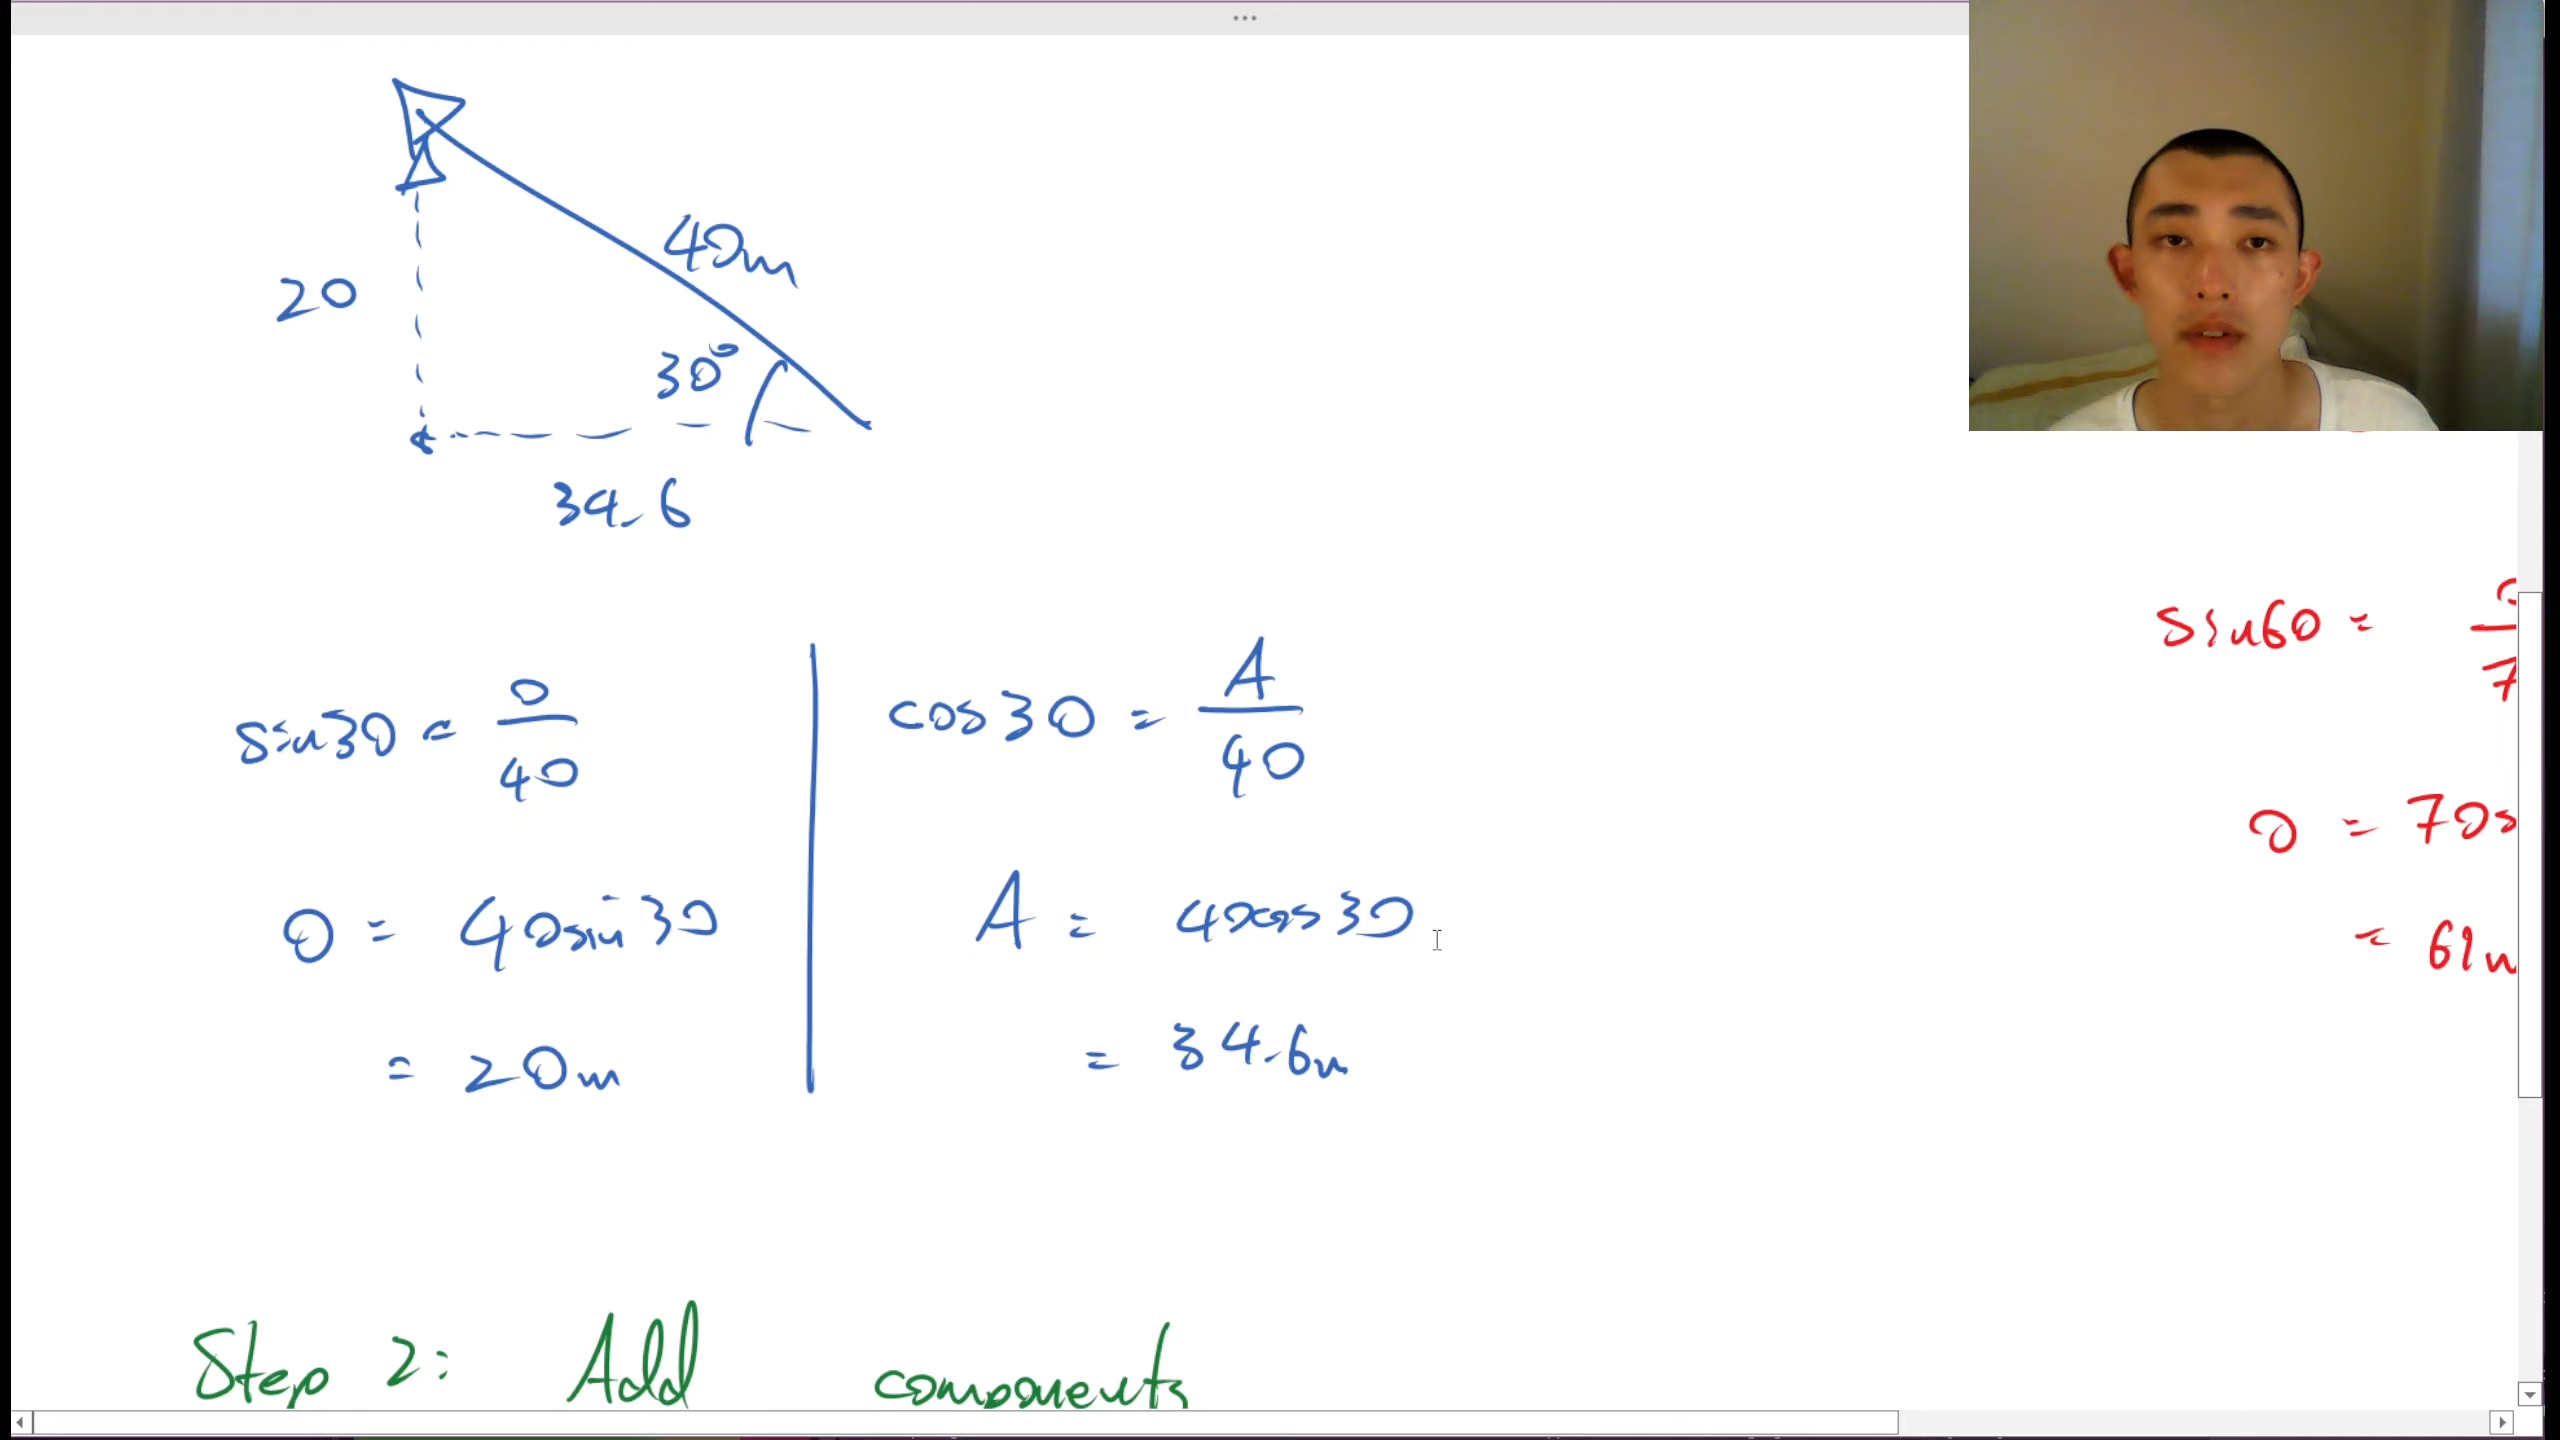 40m
20
30°
34.6
sin30 = O/40
O = 40sin30
= 20m
cos30 = A/40
A = 40cos30
= 34.6m
sin60 =
7
O = 70s
= 61m
Step 2: Add components